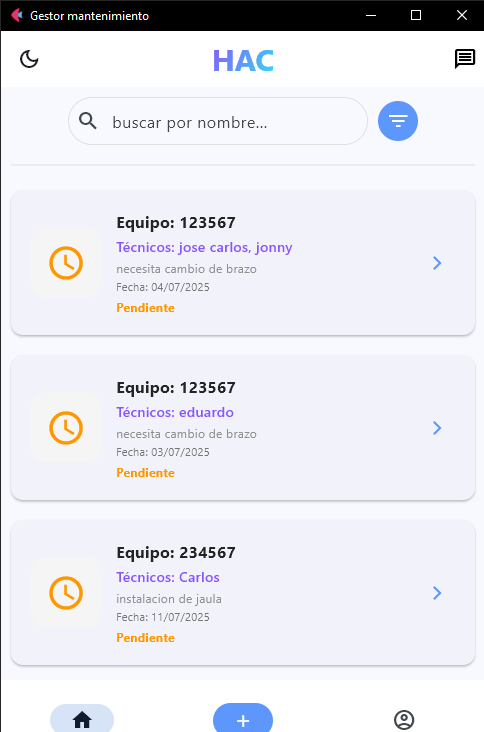 Gestor mantenimiento
HAC
buscar por nombre...
Equipo: 123567
Técnicos: jose carlos, jonny
necesita cambio de brazo
Fecha: 04/07/2025
Pendiente
Equipo: 123567
Técnicos: eduardo
necesita cambio de brazo
Fecha: 03/07/2025
Pendiente
Equipo: 234567
Técnicos: Carlos
instalacion de jaula
Fecha: 11/07/2025
Pendiente